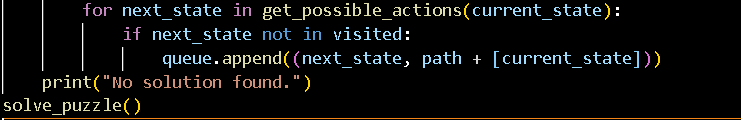 for next_state in get_possible_actions(current_state):
if next_state not in visited:
queue.append((next_state, path + [current_state]))
print("No solution found.")
solve_puzzle()